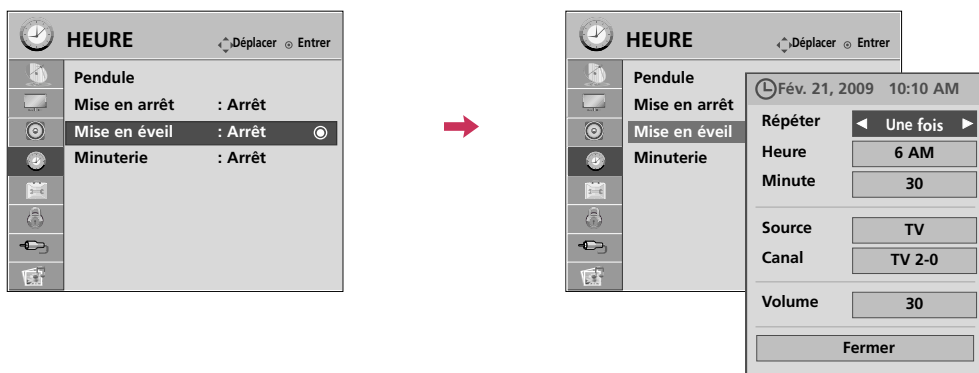 HEURE Déplacer Entrer
Pendule
Mise en arrêt : Arrêt
Mise en éveil : Arrêt
Minuterie : Arrêt
HEURE Déplacer Entrer
Pendule
Mise en arrêt
Mise en éveil
Minuterie
Fév. 21, 2009 10:10 AM
Répéter Une fois
Heure 6 AM
Minute 30
Source TV
Canal TV 2-0
Volume 30
Fermer